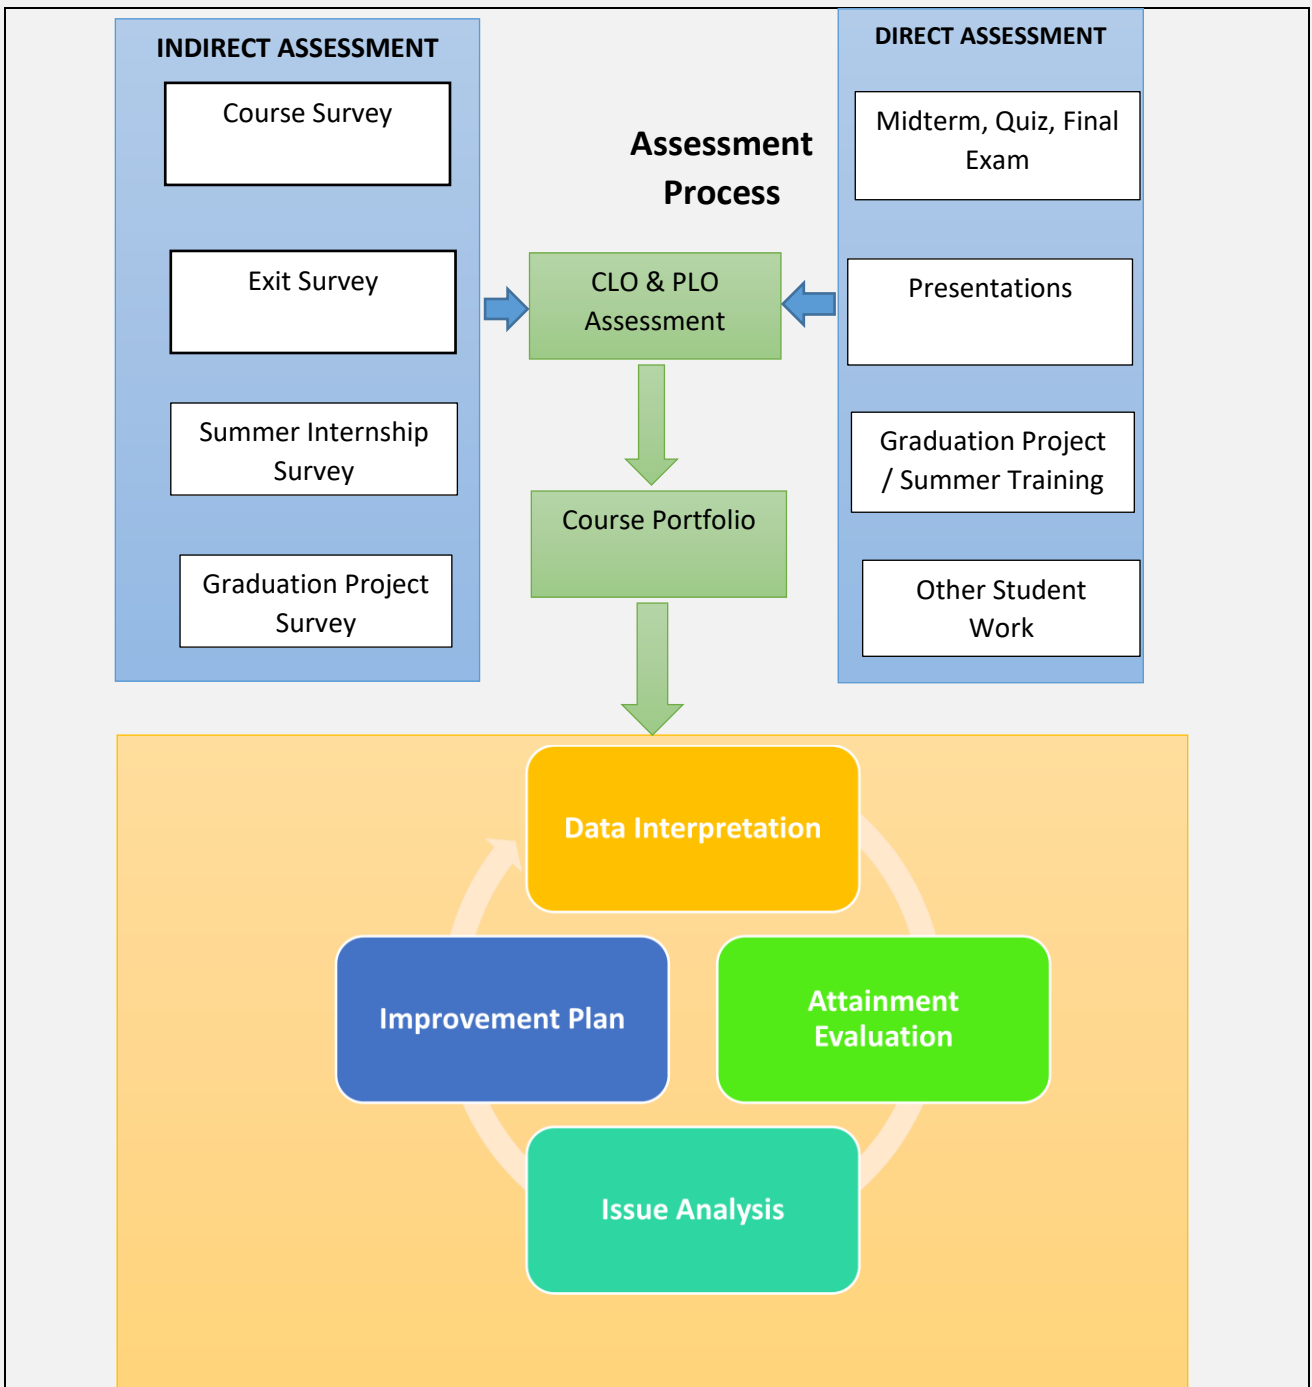 INDIRECT ASSESSMENT
Course Survey
Exit Survey
Summer Internship
Survey
Graduation Project
Survey
Assessment
Process
CLO & PLO
Assessment
Course Portfolio
DIRECT ASSESSMENT
Midterm, Quiz, Final
Exam
Presentations
Graduation Project
/ Summer Training
Other Student
Work
Data Interpretation
Attainment
Evaluation
Issue Analysis
Improvement Plan